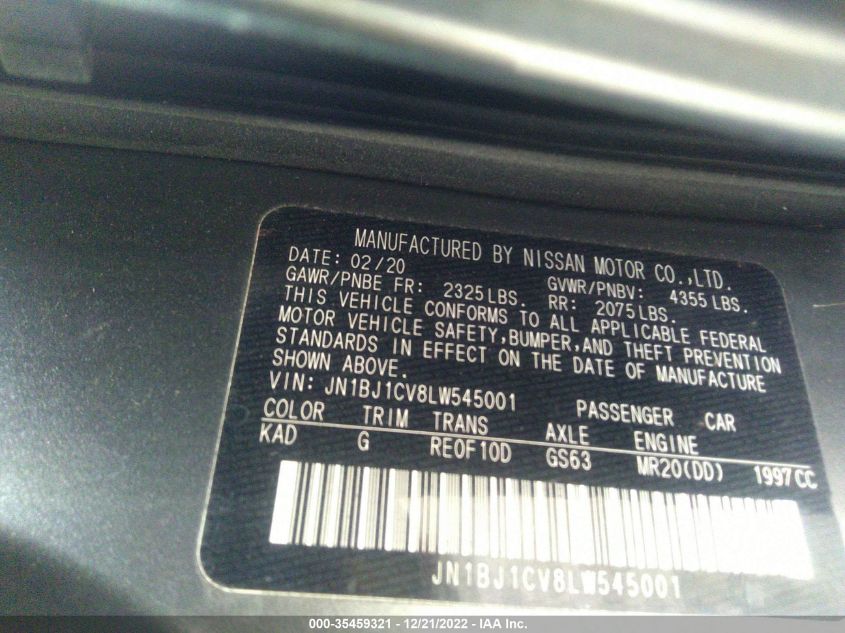 MANUFACTURED BY NISSAN MOTOR CO.,LTD.
DATE: 02/20 GVWR/PNBV: 4355LBS.
GAWR/PNBE FR: 2325LBS. RR: 2075LBS.
THIS VEHICLE CONFORMS TO ALL APPLICABLE FEDERAL
MOTOR VEHICLE SAFETY,BUMPER,AND THEFT PREVENTION
STANDARDS IN EFFECT ON THE DATE OF MANUFACTURE
SHOWN ABOVE.
VIN: JN1BJ1CV8LW545001 PASSENGER CAR
COLOR TRIM TRANS AXLE ENGINE
KAD G RE0F10D GS63 MR20(DD) 1997CC
JN1BJ1CV8LW545001
000-35459321 - 12/21/2022 - IAA Inc.